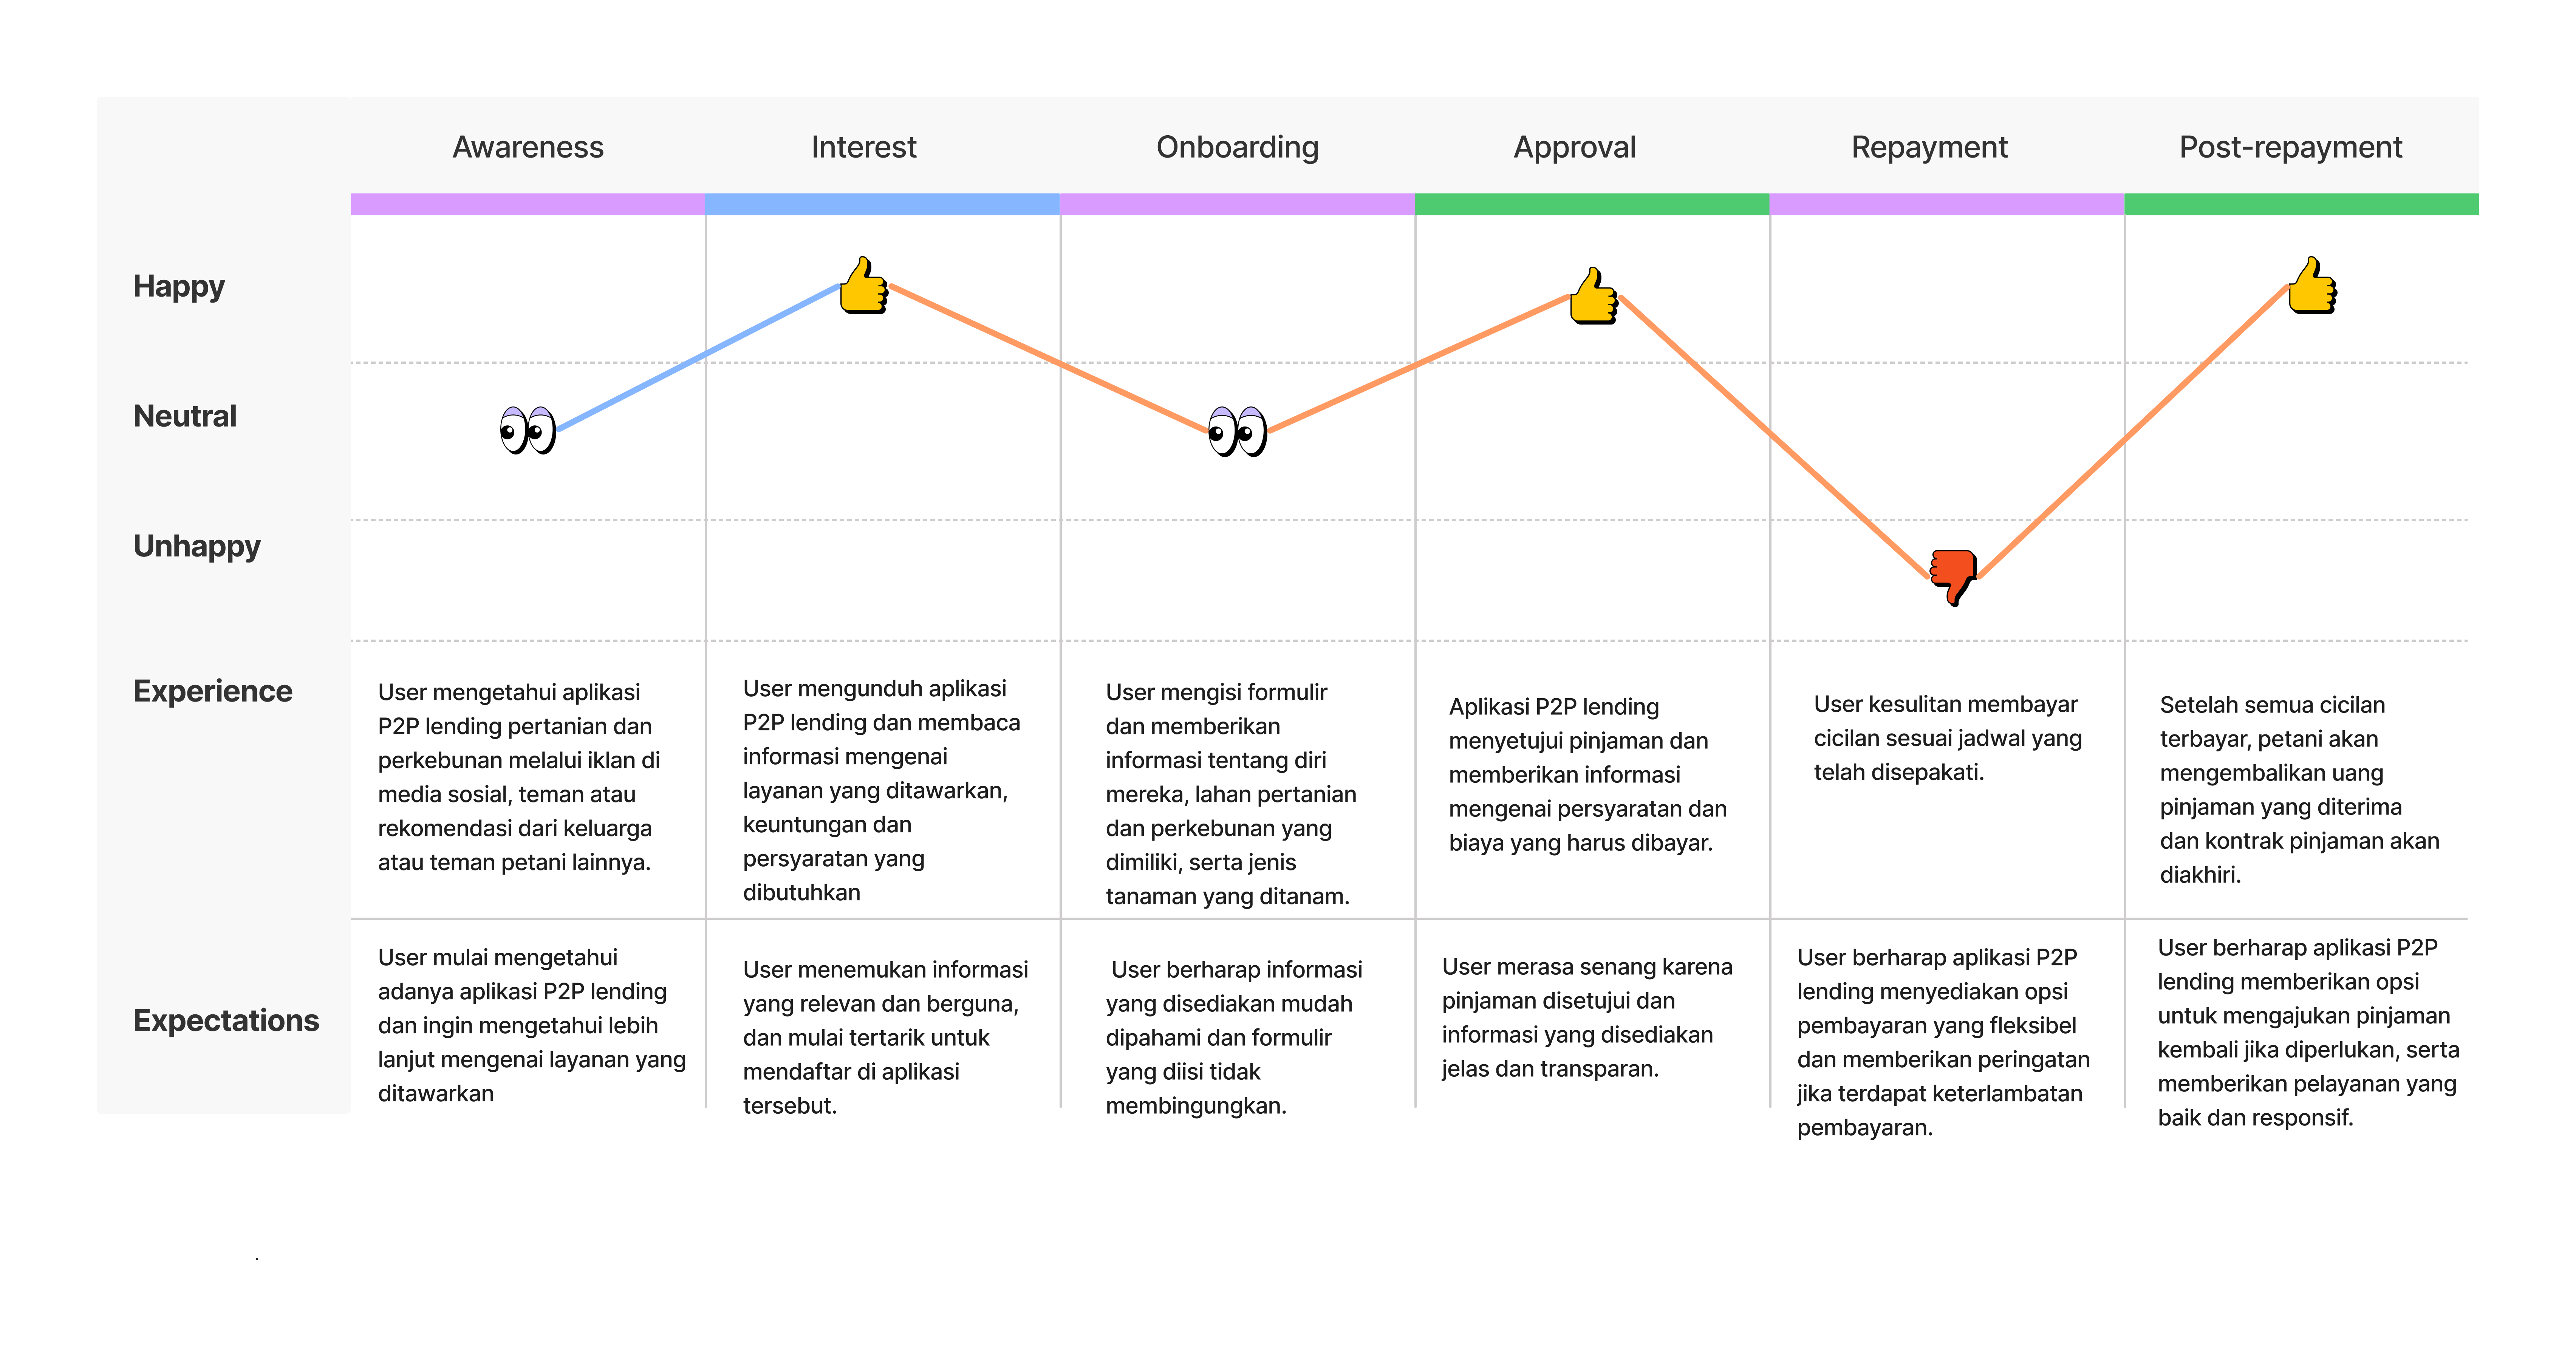 Awareness
Interest
Onboarding
Approval
Repayment
Post-repayment
Happy
Neutral
Unhappy
Experience
User mengetahui aplikasi
P2P lending pertanian dan
perkebunan melalui iklan di
media sosial, teman atau
rekomendasi dari keluarga
atau teman petani lainnya.
User mengunduh aplikasi
P2P lending dan membaca
informasi mengenai
layanan yang ditawarkan,
keuntungan dan
persyaratan yang
dibutuhkan
User mengisi formulir
dan memberikan
informasi tentang diri
mereka, lahan pertanian
dan perkebunan yang
dimiliki, serta jenis
tanaman yang ditanam.
Aplikasi P2P lending
menyetujui pinjaman dan
memberikan informasi
mengenai persyaratan dan
biaya yang harus dibayar.
User kesulitan membayar
cicilan sesuai jadwal yang
telah disepakati.
Setelah semua cicilan
terbayar, petani akan
mengembalikan uang
pinjaman yang diterima
dan kontrak pinjaman akan
diakhiri.
Expectations
User mulai mengetahui
adanya aplikasi P2P lending
dan ingin mengetahui lebih
lanjut mengenai layanan yang
ditawarkan
User menemukan informasi
yang relevan dan berguna,
dan mulai tertarik untuk
mendaftar di aplikasi
tersebut.
User berharap informasi
yang disediakan mudah
dipahami dan formulir
yang diisi tidak
membingungkan.
User merasa senang karena
pinjaman disetujui dan
informasi yang disediakan
jelas dan transparan.
User berharap aplikasi P2P
lending menyediakan opsi
pembayaran yang fleksibel
dan memberikan peringatan
jika terdapat keterlambatan
pembayaran.
User berharap aplikasi P2P
lending memberikan opsi
untuk mengajukan pinjaman
kembali jika diperlukan, serta
memberikan pelayanan yang
baik dan responsif.
.